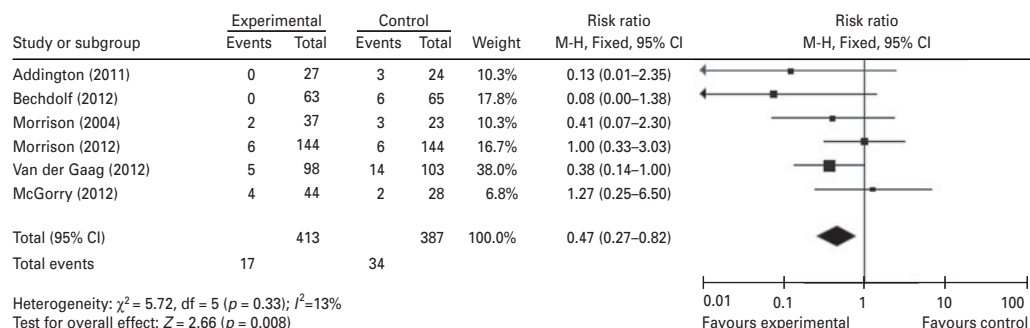 Experimental Control Risk ratio Risk ratio
Study or subgroup Events Total Events Total Weight M-H, Fixed, 95% CI M-H, Fixed, 95% CI
Addington (2011) 0 27 3 24 10.3% 0.13 (0.01–2.35)
Bechdolf (2012) 0 63 6 65 17.8% 0.08 (0.00–1.38)
Morrison (2004) 2 37 3 23 10.3% 0.41 (0.07–2.30)
Morrison (2012) 6 144 6 144 16.7% 1.00 (0.33–3.03)
Van der Gaag (2012) 5 98 14 103 38.0% 0.38 (0.14–1.00)
McGorry (2012) 4 44 2 28 6.8% 1.27 (0.25–6.50)
Total (95% CI) 413 387 100.0% 0.47 (0.27–0.82)
Total events 17 34
Heterogeneity: χ² = 5.72, df = 5 (p = 0.33); I²=13%
Test for overall effect: Z = 2.66 (p = 0.008)
0.01 0.1 1 10 100
Favours experimental Favours control